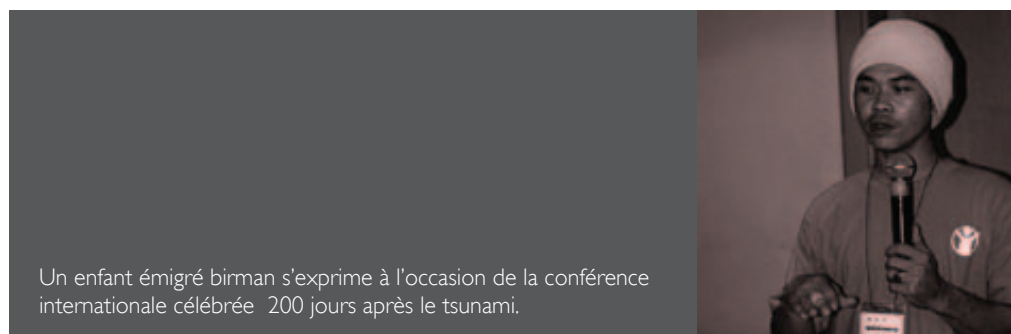 Un enfant émigré birman s’exprime à l’occasion de la conférence
internationale célébrée  200 jours après le tsunami.